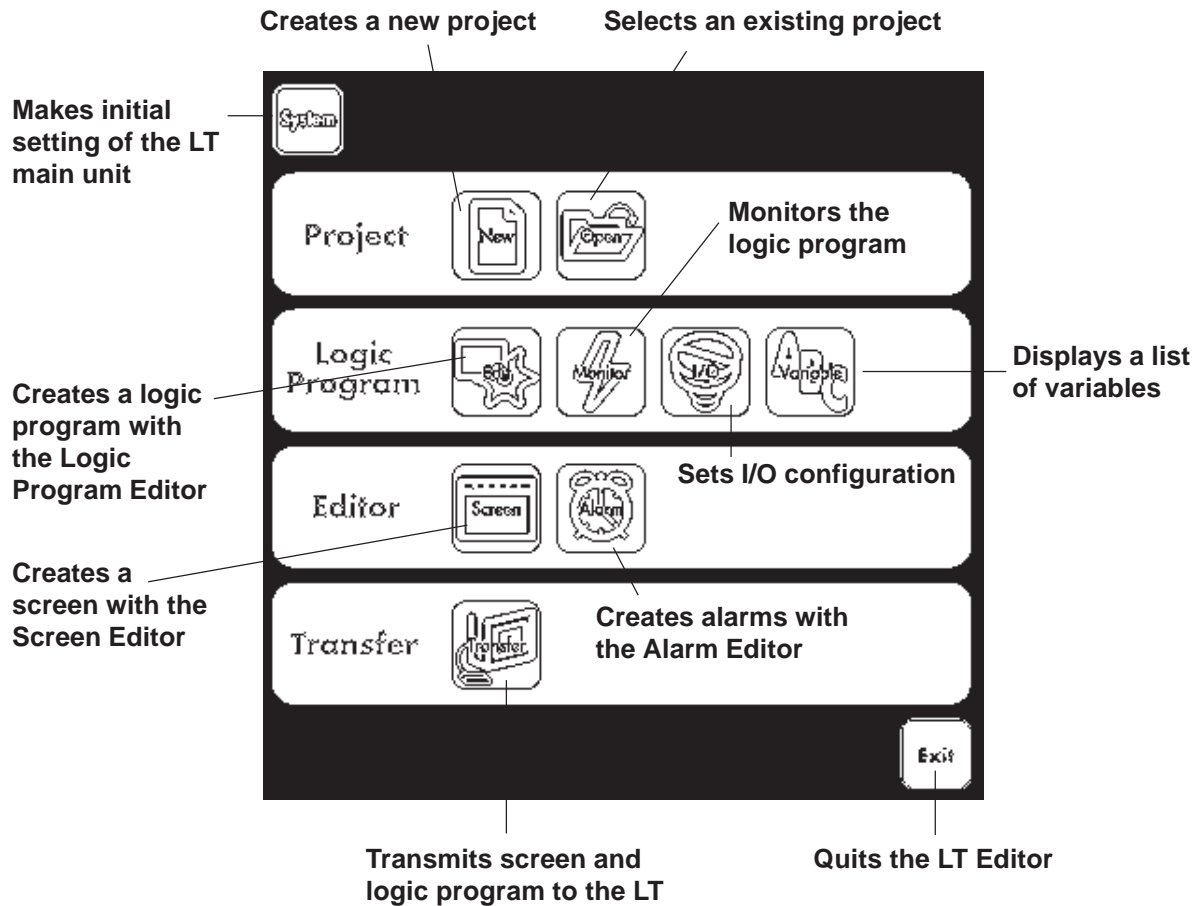 Creates a new project
Selects an existing project
Makes initial
setting of the LT
main unit
System
Project
New
Open
Monitors the
logic program
Logic
Program
Edit
Monitor
I/O
Variable
Displays a list
of variables
Creates a logic
program with
the Logic
Program Editor
Sets I/O configuration
Editor
Screen
Alarm
Creates a
screen with the
Screen Editor
Creates alarms with
the Alarm Editor
Transfer
Transfer
Exit
Transmits screen and
logic program to the LT
Quits the LT Editor